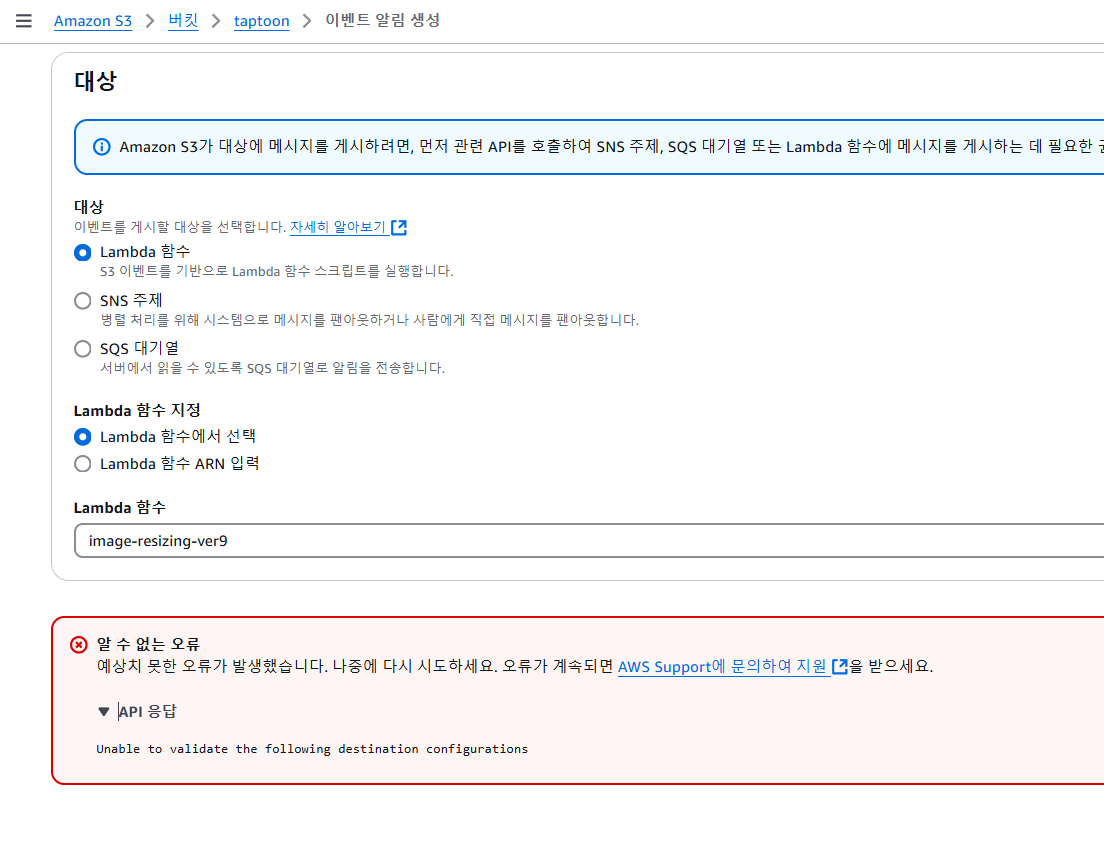 Amazon S3 > 버킷 > taptoon > 이벤트 알림 생성
대상
Amazon S3가 대상에 메시지를 게시하려면, 먼저 관련 API를 호출하여 SNS 주제, SQS 대기열 또는 Lambda 함수에 메시지를 게시하는 데 필요한
대상
이벤트를 게시할 대상을 선택합니다. 자세히 알아보기
Lambda 함수
S3 이벤트를 기반으로 Lambda 함수 스크립트를 실행합니다.
SNS 주제
병렬 처리를 위해 시스템으로 메시지를 팬아웃하거나 사람에게 직접 메시지를 팬아웃합니다.
SQS 대기열
서버에서 읽을 수 있도록 SQS 대기열로 알림을 전송합니다.
Lambda 함수 지정
Lambda 함수에서 선택
Lambda 함수 ARN 입력
Lambda 함수
image-resizing-ver9
알 수 없는 오류
예상치 못한 오류가 발생했습니다. 나중에 다시 시도하세요. 오류가 계속되면 AWS Support에 문의하여 지원을 받으세요.
API 응답
Unable to validate the following destination configurations